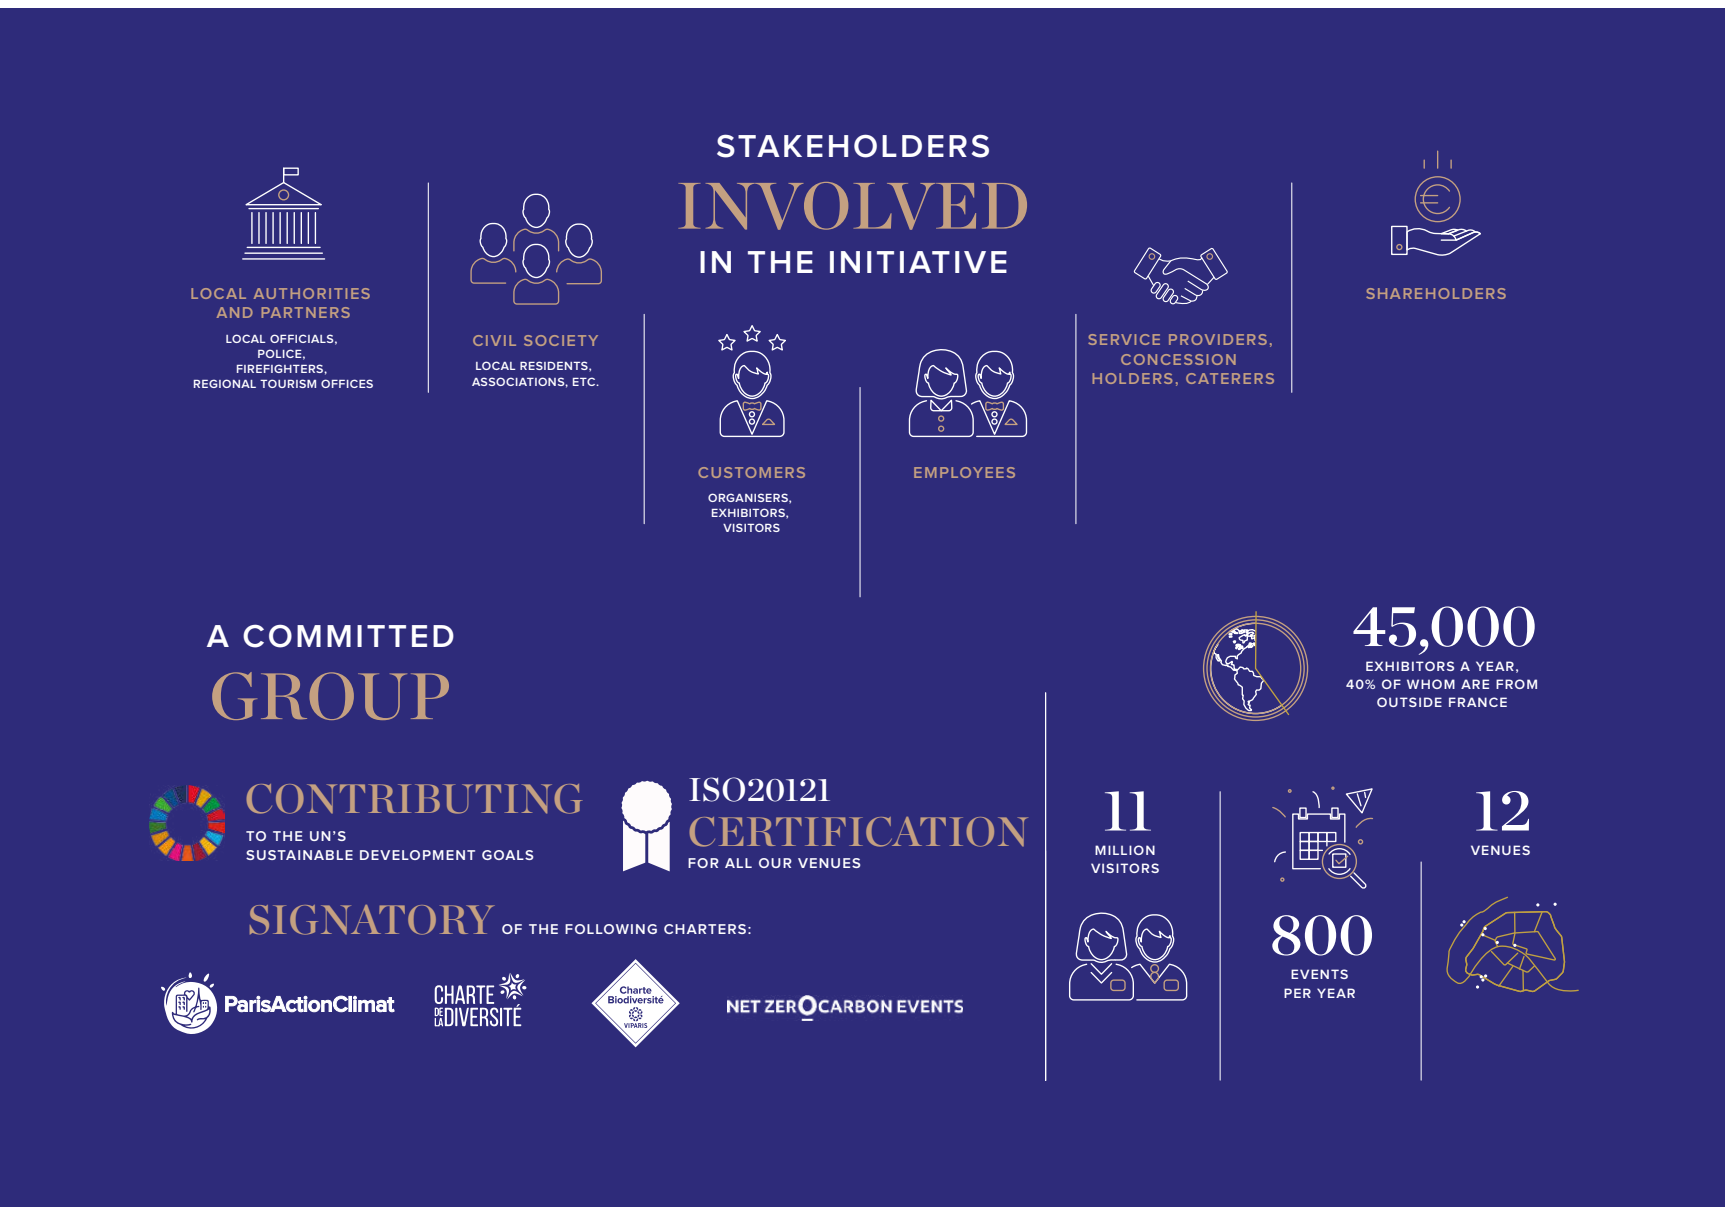 STAKEHOLDERS
INVOLVED
IN THE INITIATIVE
LOCAL AUTHORITIES
AND PARTNERS
LOCAL OFFICIALS,
POLICE,
FIREFIGHTERS,
REGIONAL TOURISM OFFICES
CIVIL SOCIETY
LOCAL RESIDENTS,
ASSOCIATIONS, ETC.
CUSTOMERS
ORGANISERS,
EXHIBITORS,
VISITORS
EMPLOYEES
SERVICE PROVIDERS,
CONCESSION
HOLDERS, CATERERS
SHAREHOLDERS
A COMMITTED
GROUP
CONTRIBUTING
TO THE UN'S
SUSTAINABLE DEVELOPMENT GOALS
ISO20121
CERTIFICATION
FOR ALL OUR VENUES
SIGNATORY OF THE FOLLOWING CHARTERS:
ParisActionClimat
CHARTE
DE LA DIVERSITÉ
Charte
Biodiversité
VIPARIS
NET ZERO CARBON EVENTS
45,000
EXHIBITORS A YEAR,
40% OF WHOM ARE FROM
OUTSIDE FRANCE
11
MILLION
VISITORS
800
EVENTS
PER YEAR
12
VENUES